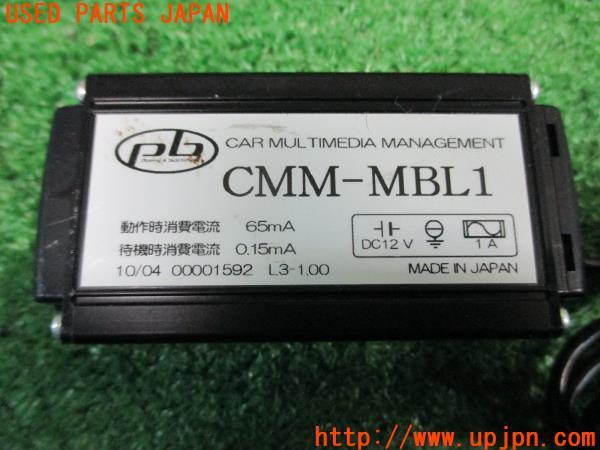 USED PARTS JAPAN
pb
CAR MULTIMEDIA MANAGEMENT
CMM-MBL1
動作時消費電流 65mA
待機時消費電流 0.15mA
DC12 V 1 A
10/04 00001592 L3-1.00 MADE IN JAPAN
http://www.upjpn.com/